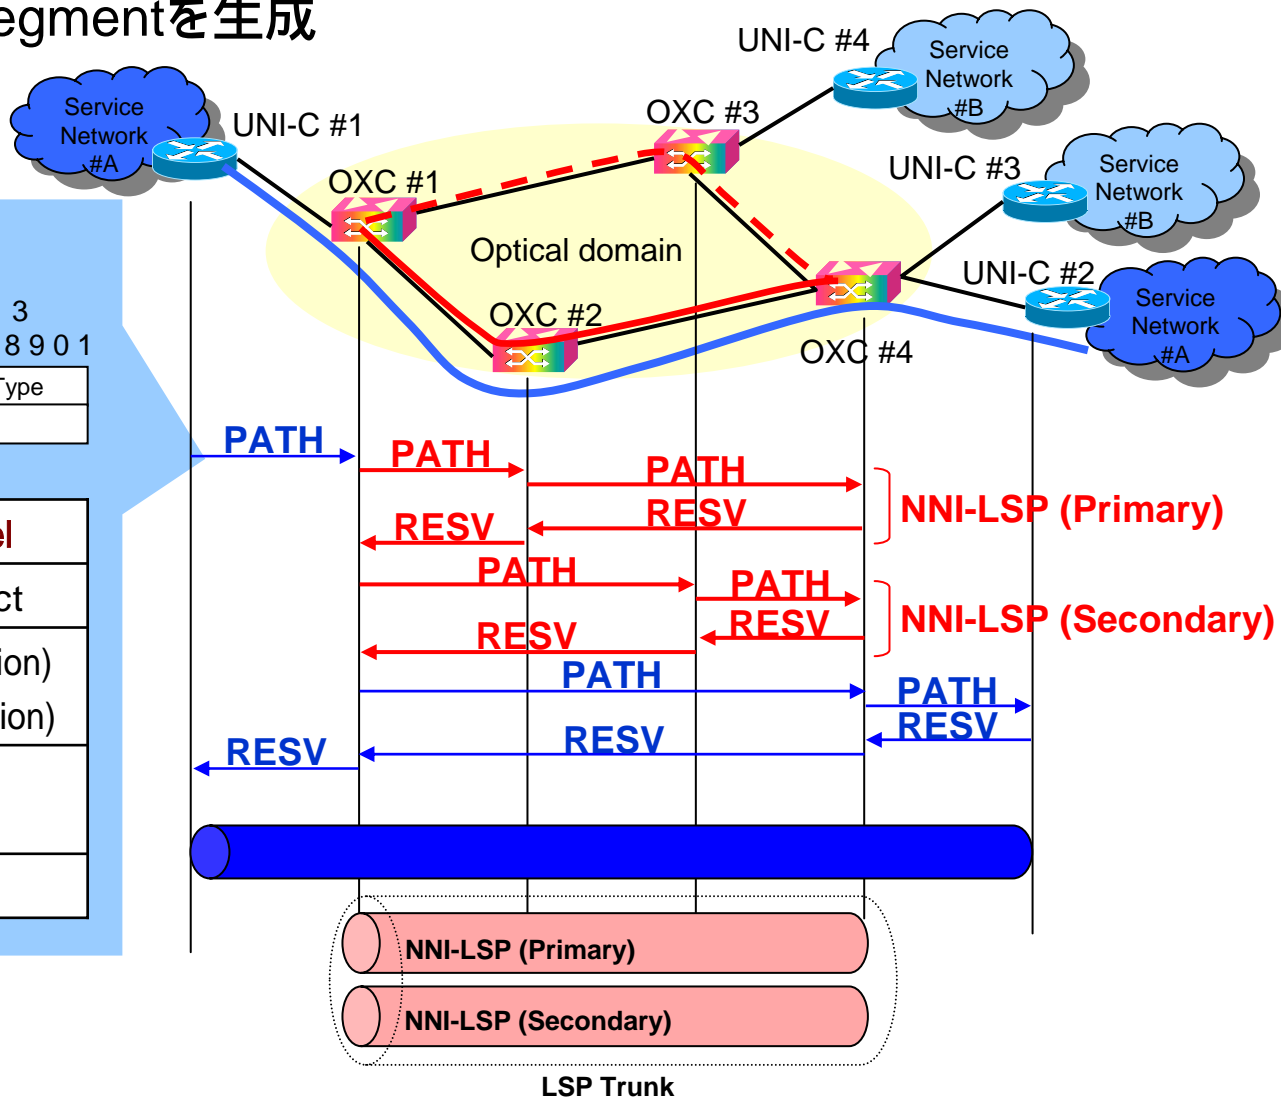 egmentを生成
UNI-C #4
Service
Network
#B
Service
Network
#A
UNI-C #1
OXC #3
UNI-C #3
Service
Network
#B
OXC #1
Optical domain
UNI-C #2
Service
Network
#A
OXC #2
OXC #4
3
8 9 0 1
Type
PATH
PATH
PATH
RESV
RESV
NNI-LSP (Primary)
el
PATH
PATH
ct
RESV
RESV
NNI-LSP (Secondary)
ion)
PATH
PATH
ion)
RESV
RESV
RESV
NNI-LSP (Primary)
NNI-LSP (Secondary)
LSP Trunk